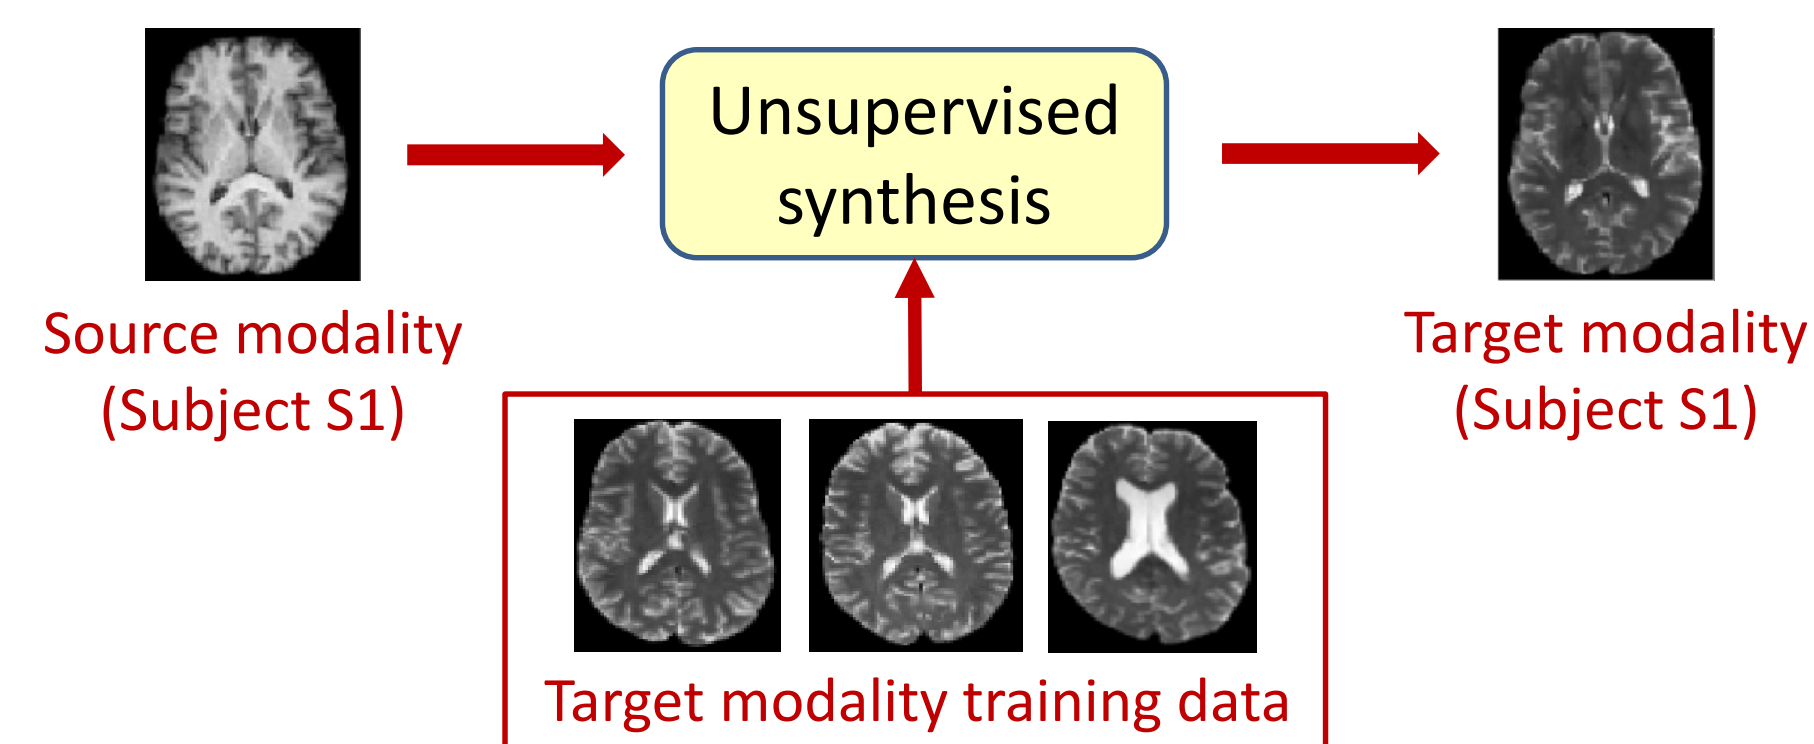 Unsupervised
synthesis
Source modality
(Subject S1)
Target modality
(Subject S1)
Target modality training data